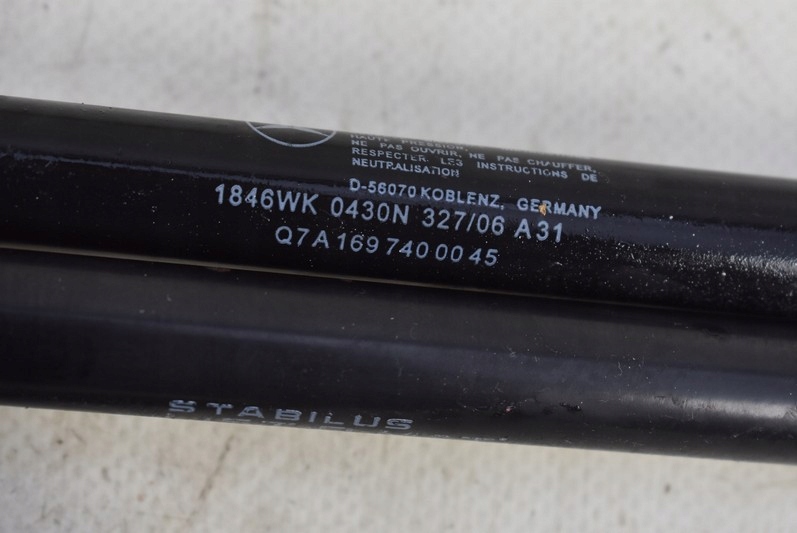 HAUTE PRESSION,
NE PAS OUVRIR, NE PAS CHAUFFER,
RESPECTER LES INSTRUCTIONS DE
NEUTRALISATION
D-56070 KOBLENZ, GERMANY
1846WK 0430N 327/06 A31
Q7A 169 740 00 45
STABILUS